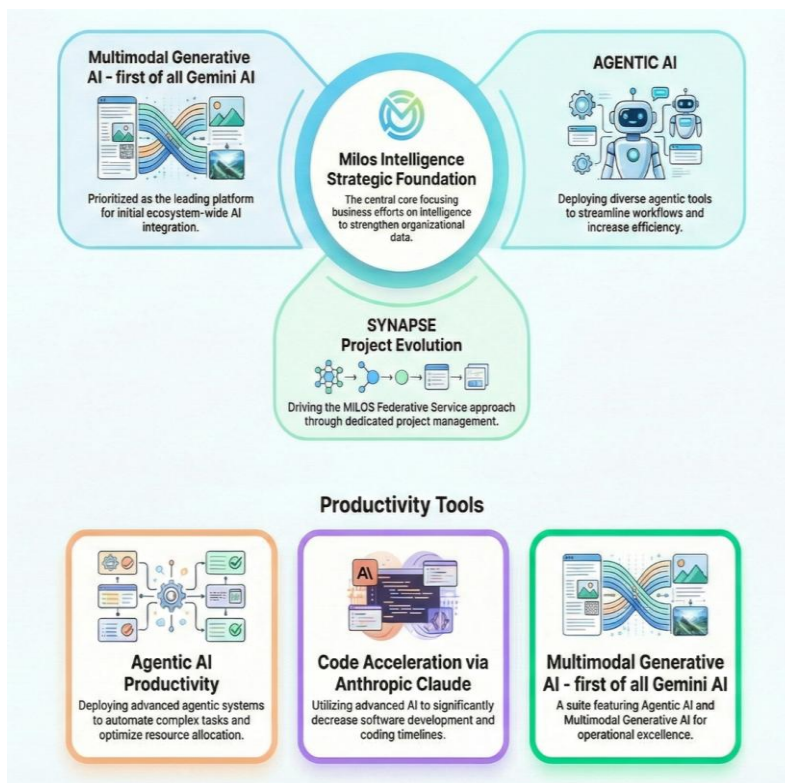 Multimodal Generative
AI - first of all Gemini AI
Prioritized as the leading platform
for initial ecosystem-wide AI
integration.
Milos Intelligence
Strategic Foundation
The central core focusing
business efforts on intelligence
to strengthen organizational
data.
AGENTIC AI
Deploying diverse agentic tools
to streamline workflows and
increase efficiency.
SYNAPSE
Project Evolution
Driving the MILOS Federative Service approach
through dedicated project management.
Productivity Tools
Agentic AI
Productivity
Deploying advanced agentic systems
to automate complex tasks and
optimize resource allocation.
A\
Code Acceleration via
Anthropic Claude
Utilizing advanced AI to significantly
decrease software development and
coding timelines.
Multimodal Generative
AI - first of all Gemini AI
A suite featuring Agentic AI and
Multimodal Generative AI for
operational excellence.